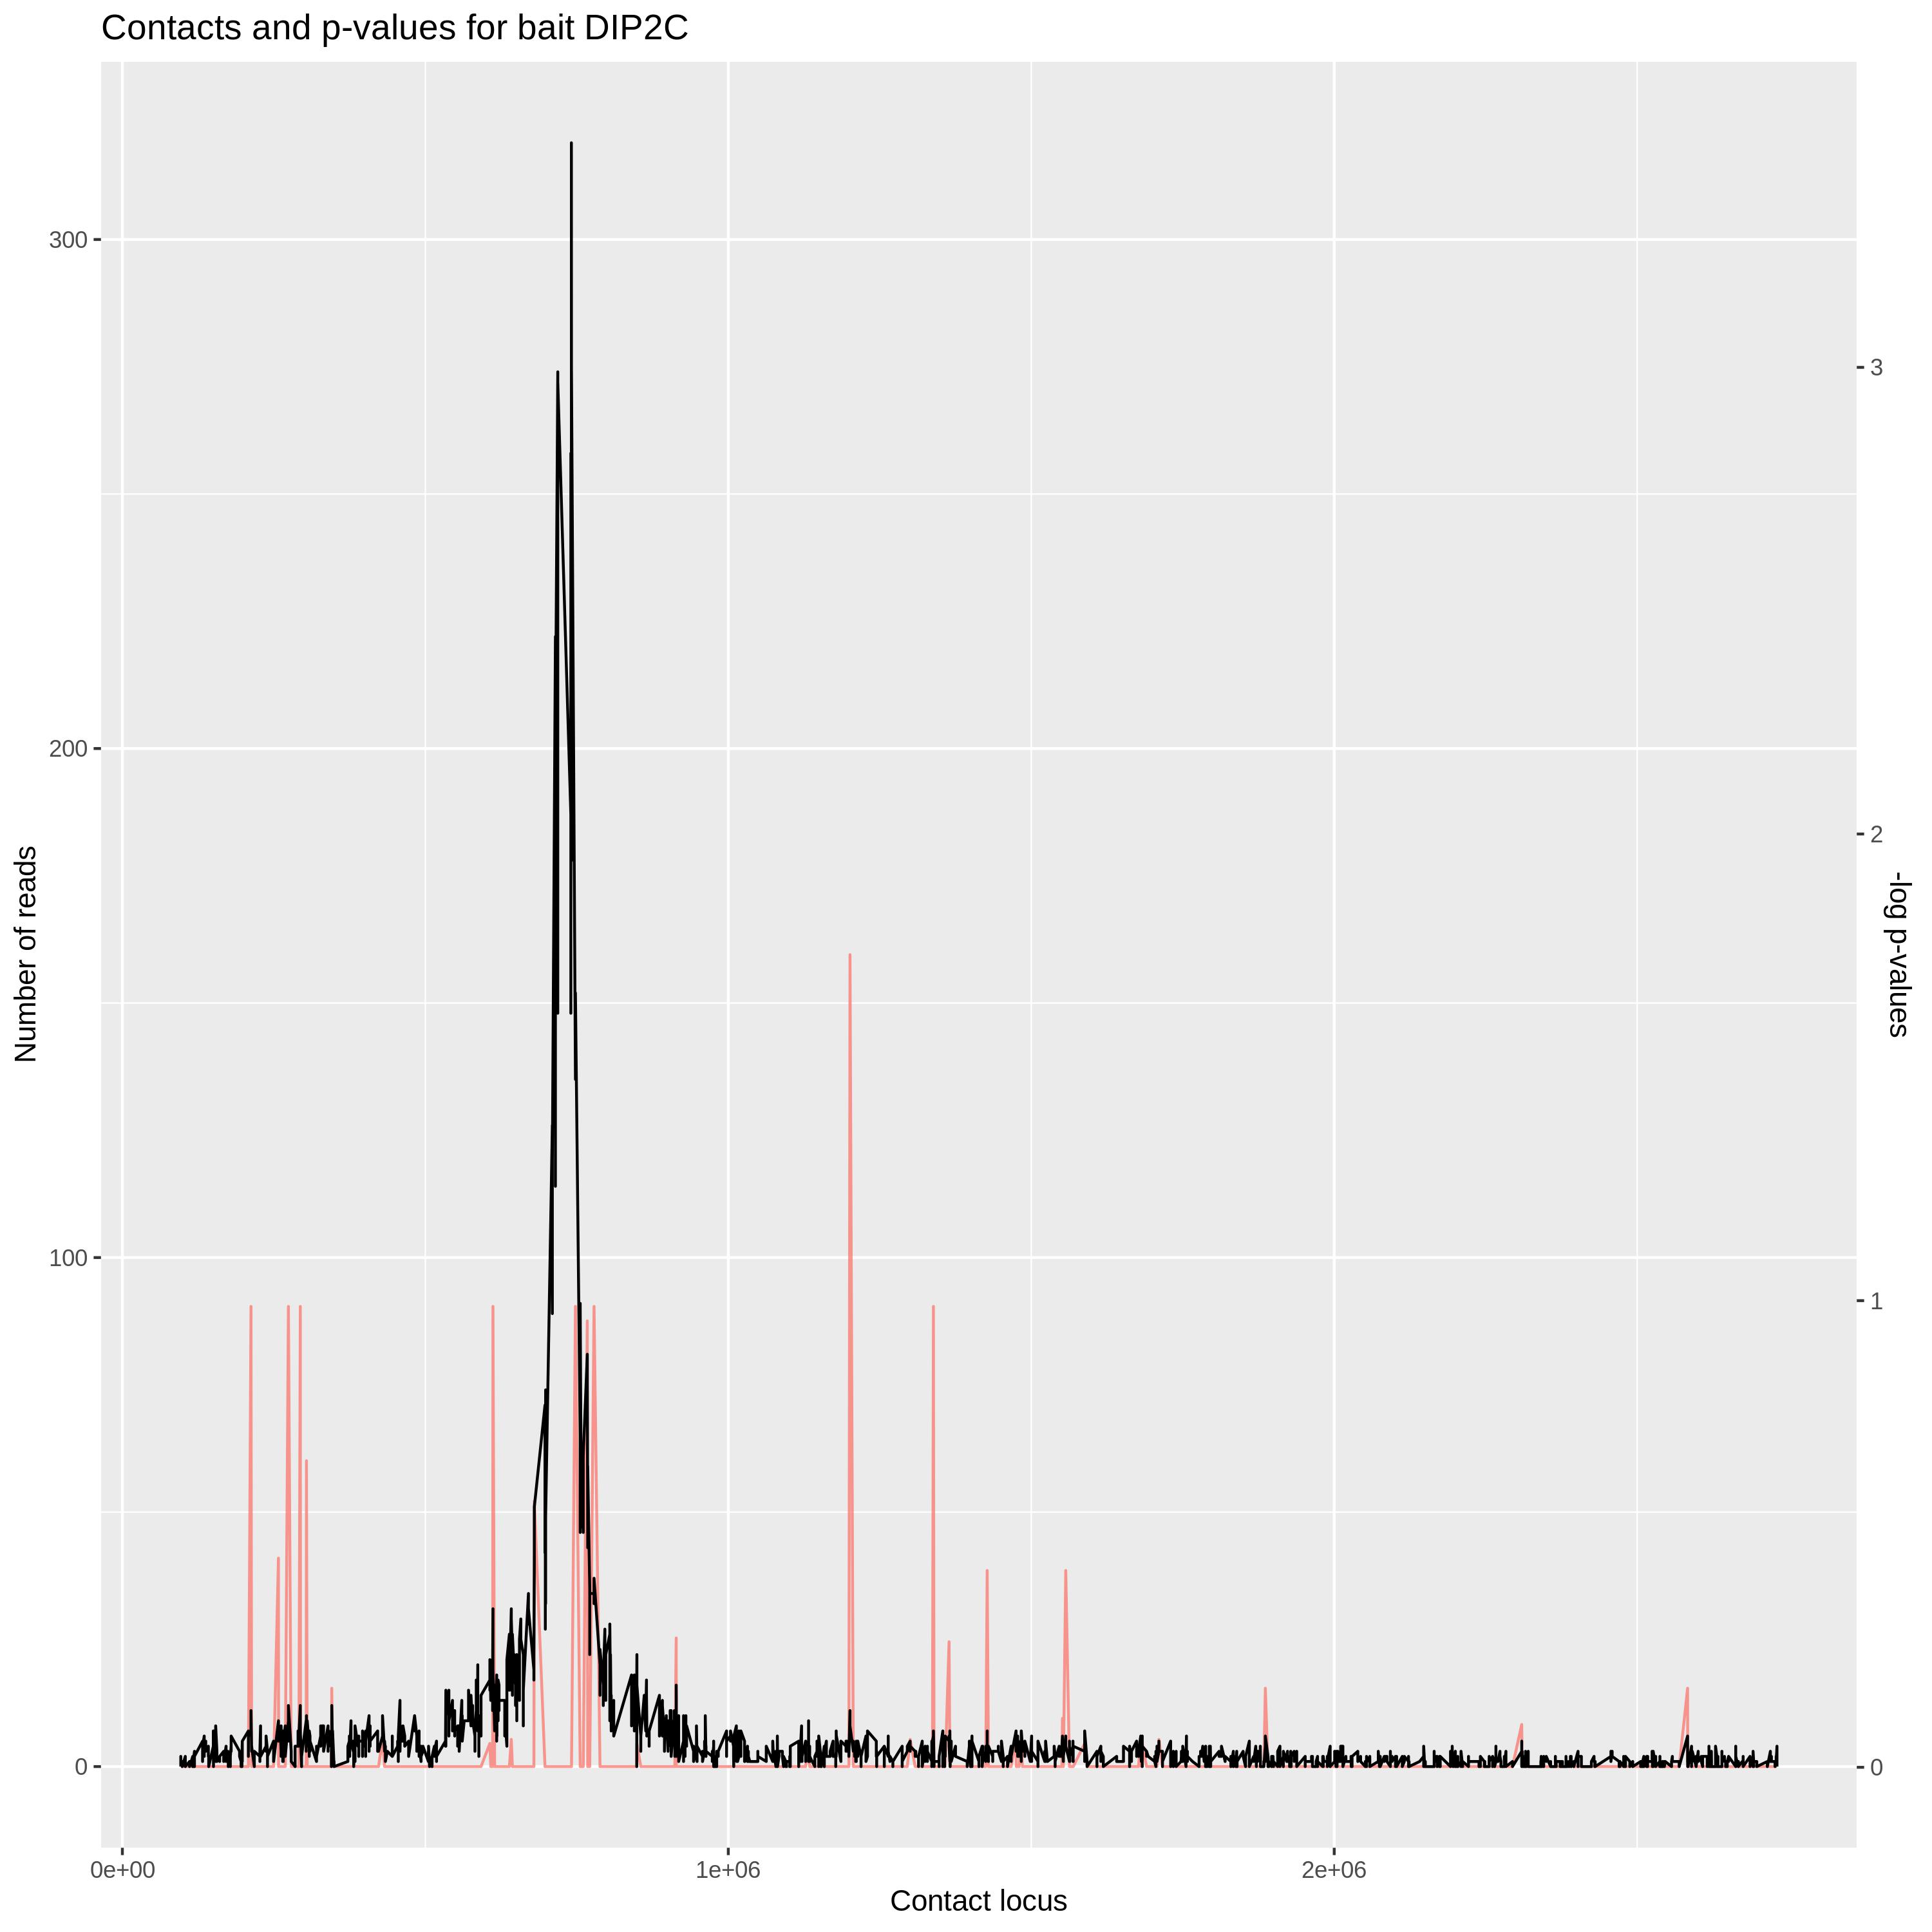 Contacts and p-values for bait DIP2C
Number of reads
300
200
100
0
3
2
1
0
-log p-values
0e+00
1e+06
2e+06
Contact locus